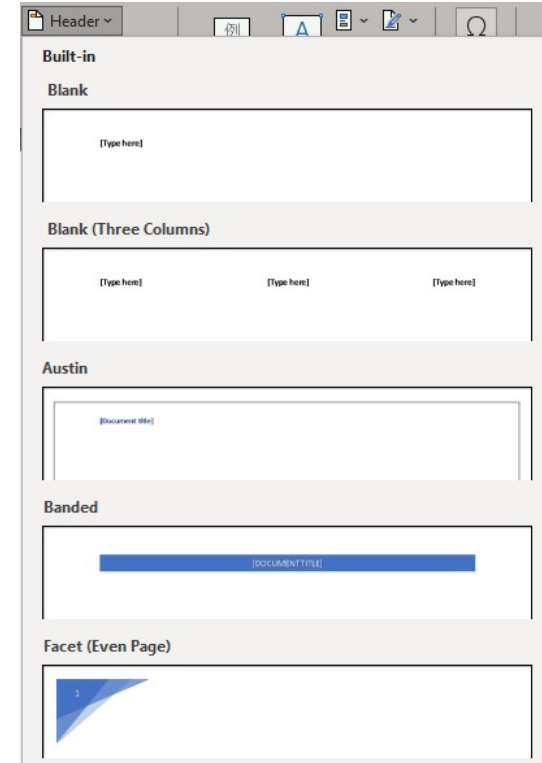 Header
例 A Ω
Built-in
Blank
[Type here]
Blank (Three Columns)
[Type here] [Type here] [Type here]
Austin
[Document title]
Banded
[DOCUMENT TITLE]
Facet (Even Page)
1